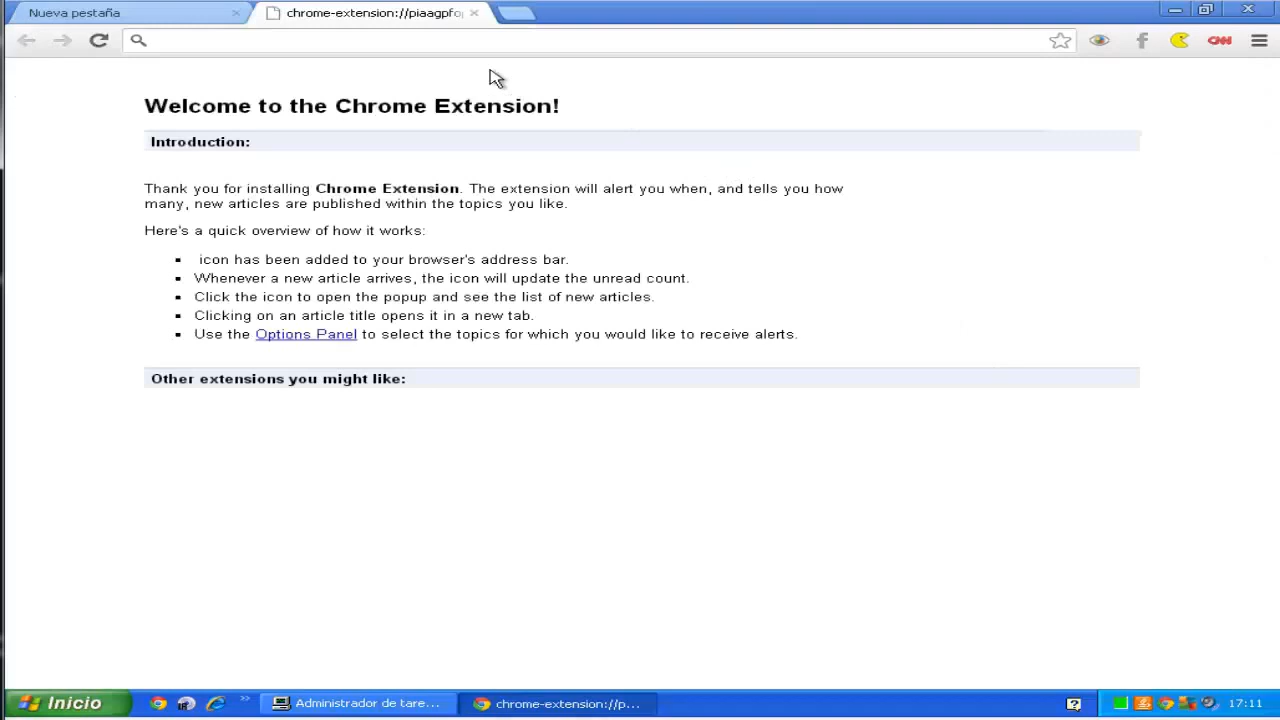 Nueva pestaña
chrome-extension://piaagpfo
Welcome to the Chrome Extension!
Introduction:
Thank you for installing Chrome Extension. The extension will alert you when, and tells you how
many, new articles are published within the topics you like.
Here's a quick overview of how it works:
icon has been added to your browser's address bar.
Whenever a new article arrives, the icon will update the unread count.
Click the icon to open the popup and see the list of new articles.
Clicking on an article title opens it in a new tab.
Use the Options Panel to select the topics for which you would like to receive alerts.
Other extensions you might like:
Inicio
Administrador de tare...
chrome-extension://p...
17:11